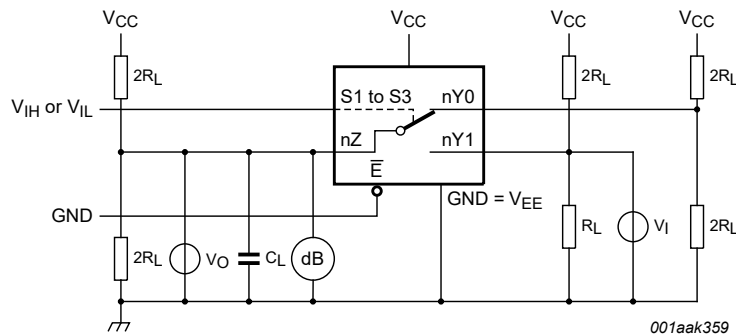 VCC VCC VCC VCC
2RL 2RL 2RL
VIH or VIL S1 to S3 nY0
nZ nY1
E̅
GND GND = VEE
2RL VO CL dB RL VI 2RL
001aak359